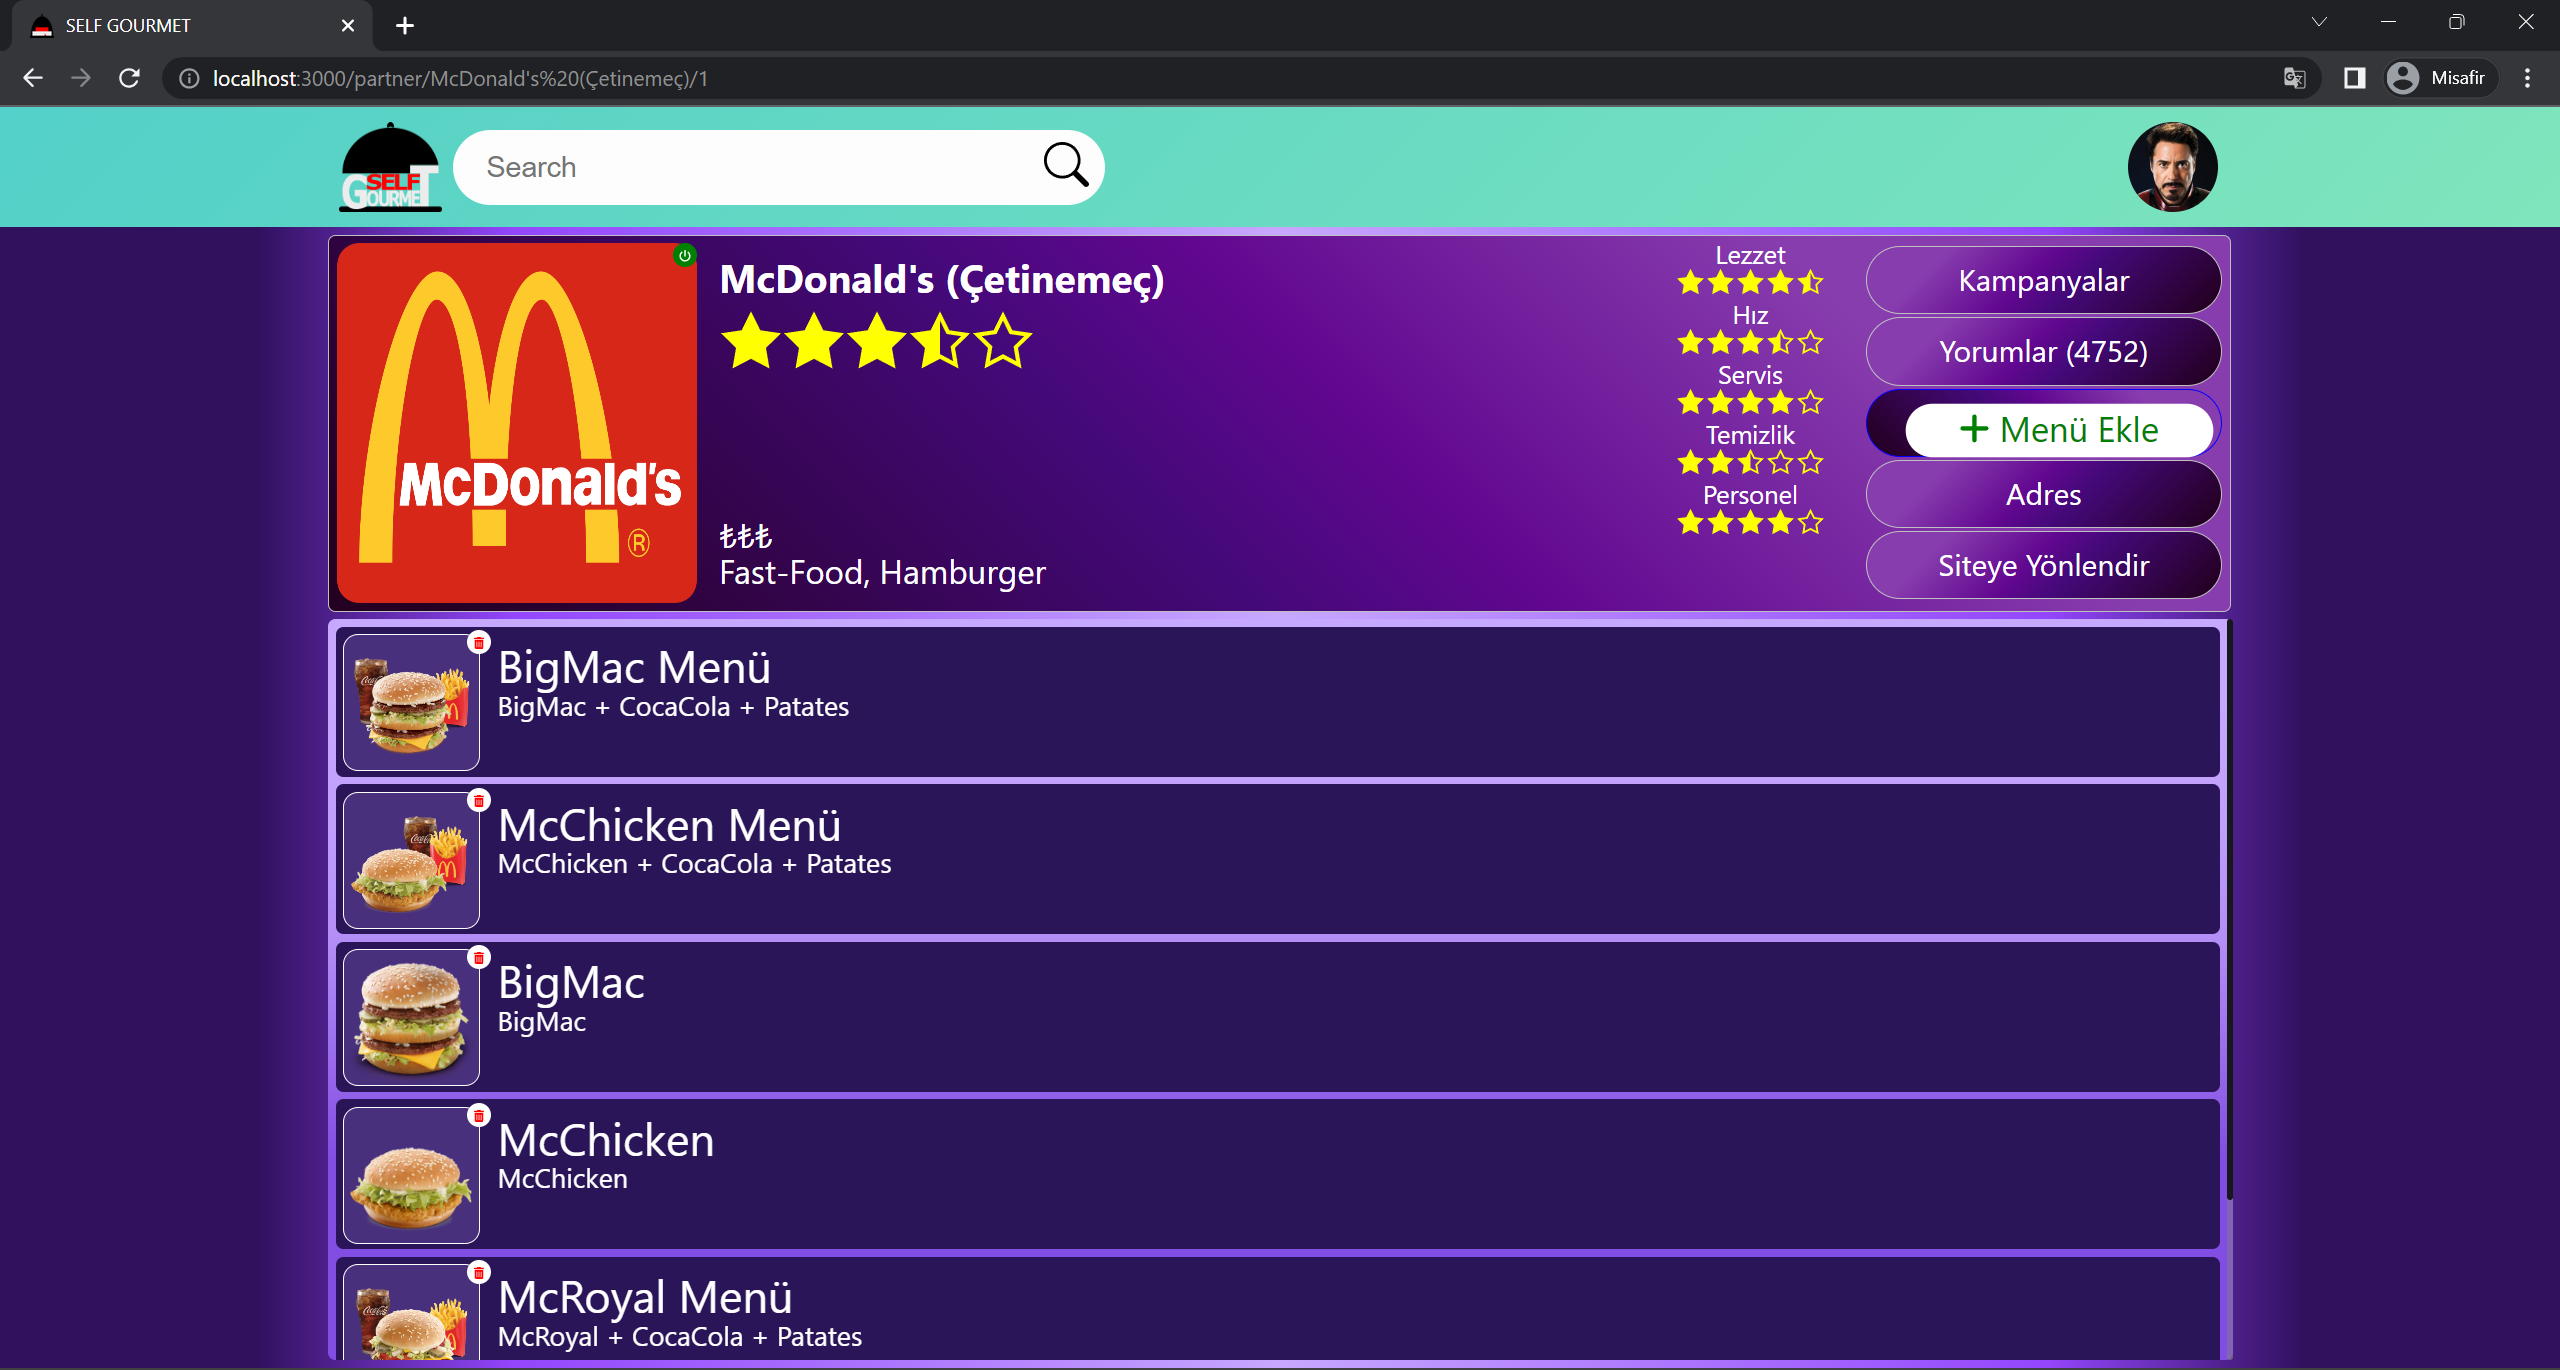 SELF GOURMET
localhost:3000/partner/McDonald's%20(Çetinemeç)/1
Misafir
SELF
GOURMET
Search
McDonald's
®
McDonald's (Çetinemeç)
₺₺₺
Fast-Food, Hamburger
Lezzet
Hız
Servis
Temizlik
Personel
Kampanyalar
Yorumlar (4752)
+ Menü Ekle
Adres
Siteye Yönlendir
BigMac Menü
BigMac + CocaCola + Patates
McChicken Menü
McChicken + CocaCola + Patates
BigMac
BigMac
McChicken
McChicken
McRoyal Menü
McRoyal + CocaCola + Patates